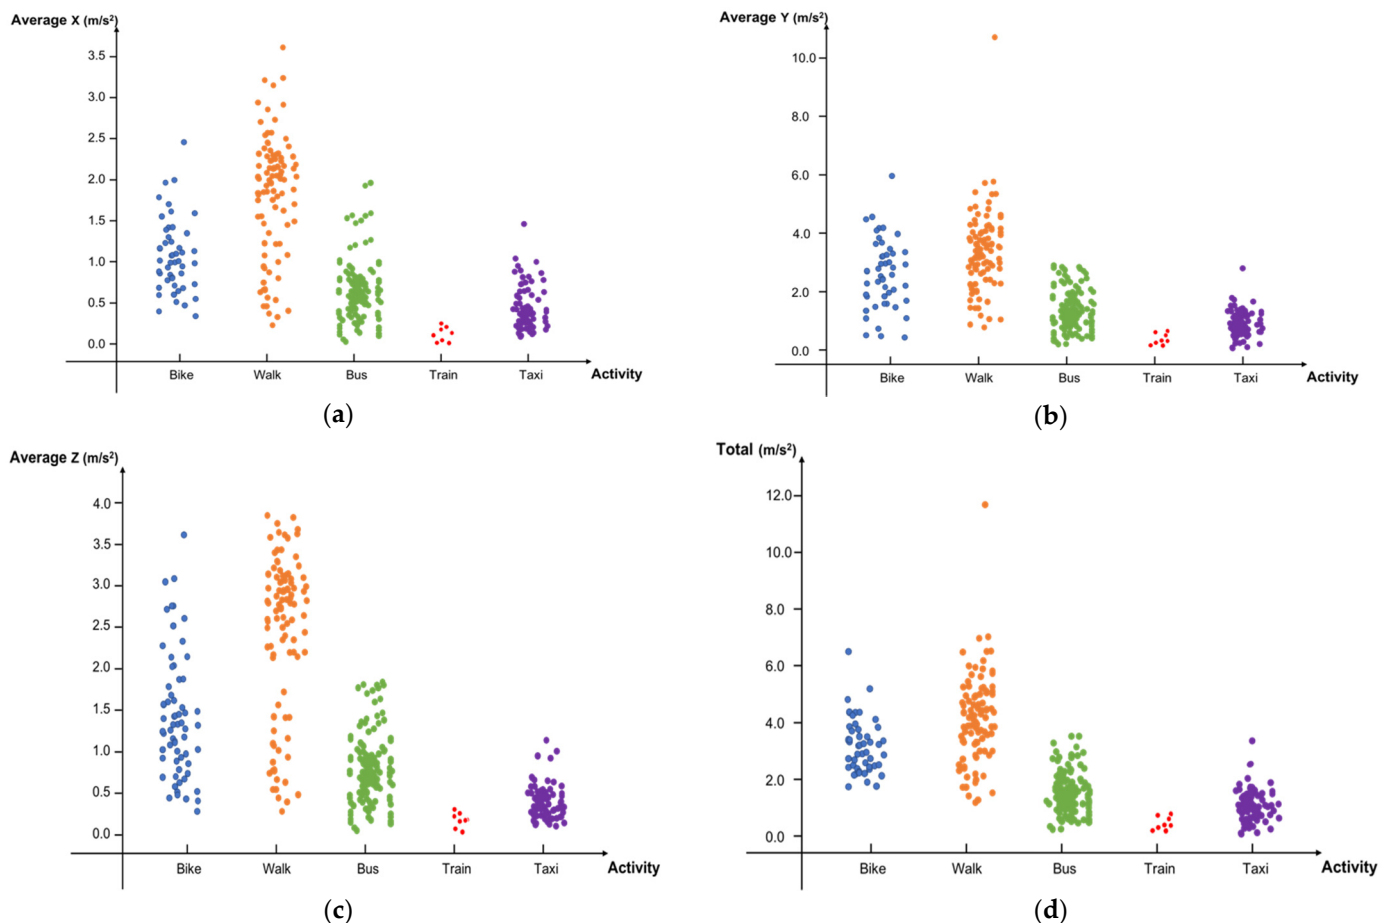 Average X (m/s²)
3.5
3.0
2.5
2.0
1.5
1.0
0.5
0.0
Bike Walk Bus Train Taxi Activity
(a)
Average Y (m/s²)
10.0
8.0
6.0
4.0
2.0
0.0
Bike Walk Bus Train Taxi Activity
(b)
Average Z (m/s²)
4.0
3.5
3.0
2.5
2.0
1.5
1.0
0.5
0.0
Bike Walk Bus Train Taxi Activity
(c)
Total (m/s²)
12.0
10.0
8.0
6.0
4.0
2.0
0.0
Bike Walk Bus Train Taxi Activity
(d)